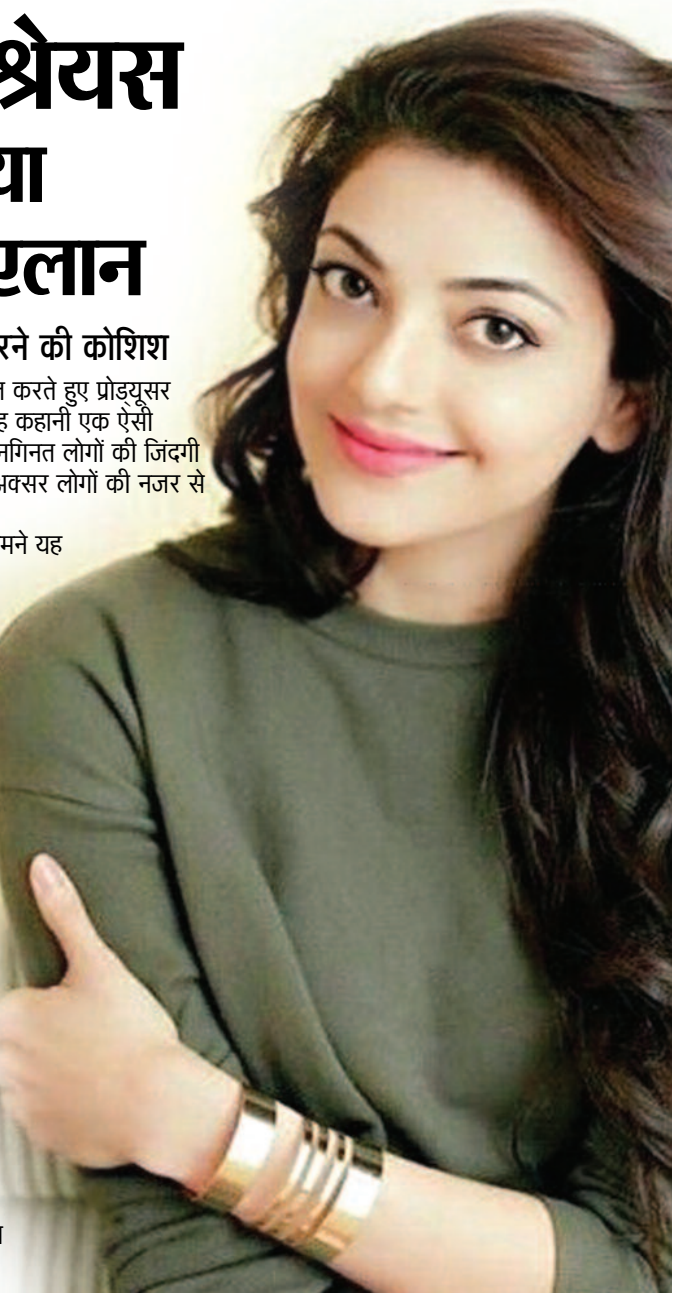 श्रेयस
या
एलान
रने की कोशिश
करते हुए प्रोड्यूसर
ह कहानी एक ऐसी
नगिनत लोगों की जिंदगी
अक्सर लोगों की नजर से
मने यह